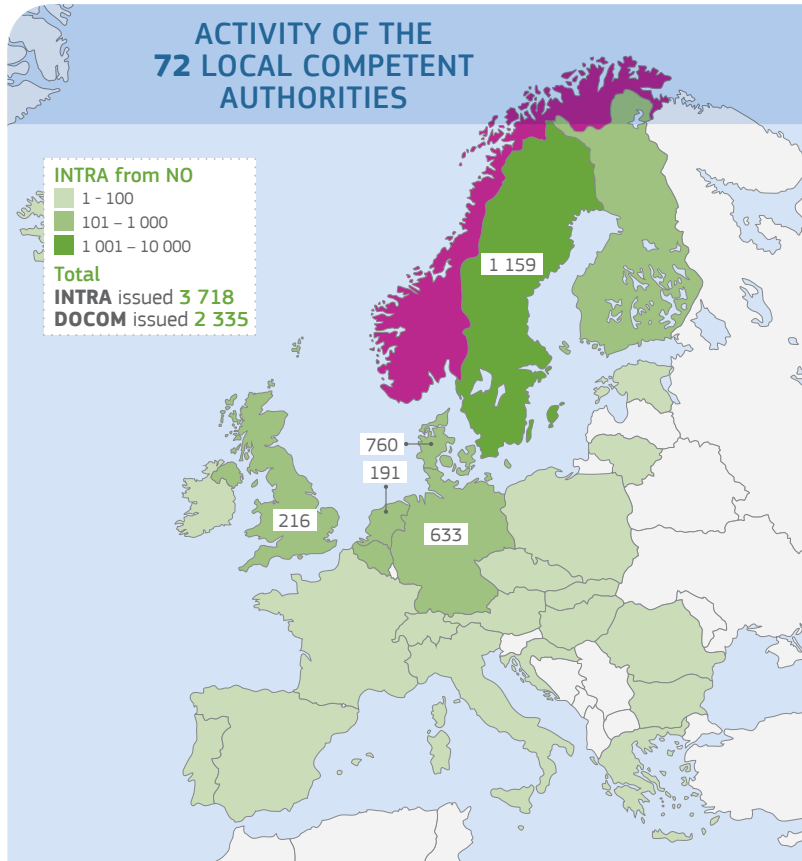 ACTIVITY OF THE
72 LOCAL COMPETENT
AUTHORITIES
INTRA from NO
1 - 100
101 – 1 000
1 001 – 10 000
Total
INTRA issued 3 718
DOCOM issued 2 335
1 159
760
191
216
633